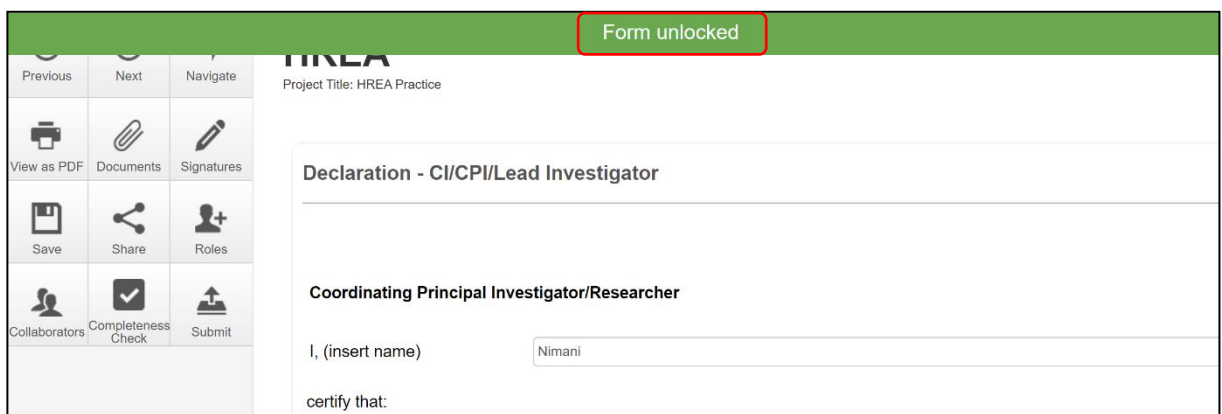 Form unlocked
HREA
Project Title: HREA Practice
Previous
Next
Navigate
View as PDF
Documents
Signatures
Save
Share
Roles
Collaborators
Completeness
Check
Submit
Declaration - CI/CPI/Lead Investigator
Coordinating Principal Investigator/Researcher
I, (insert name)
Nimani
certify that: